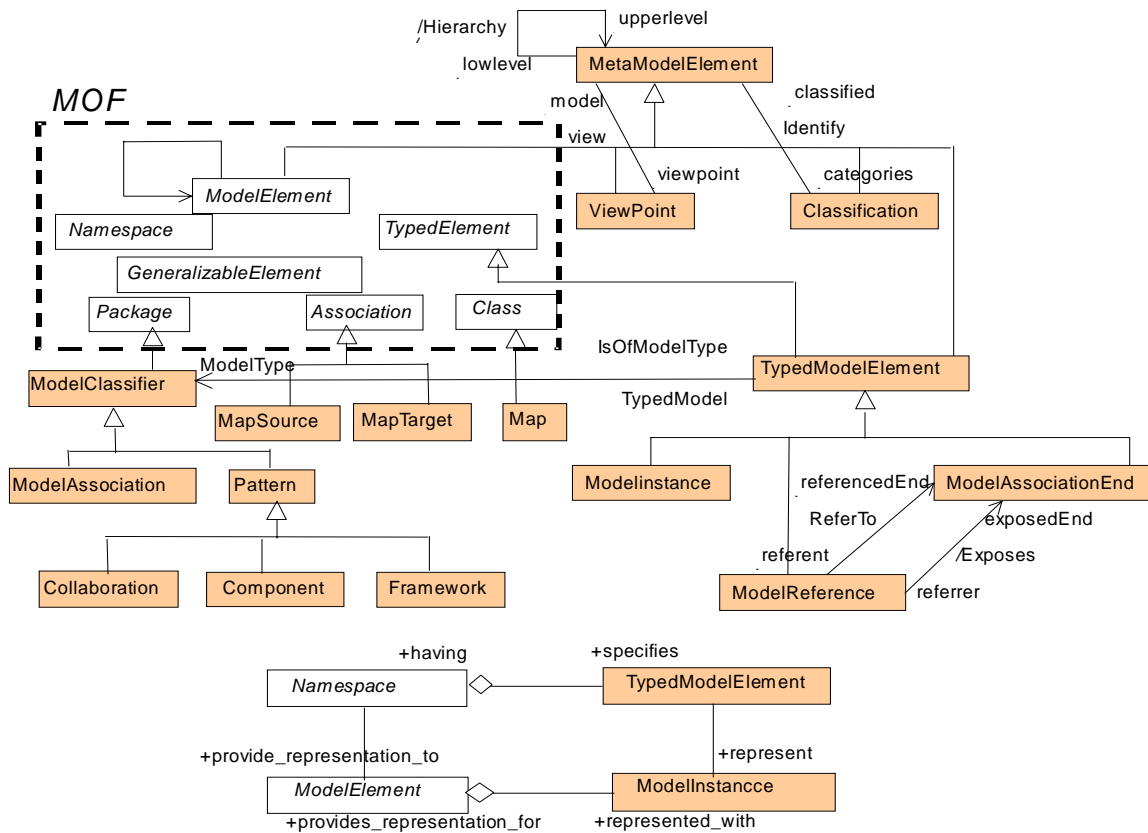 /Hierarchy
upperlevel
lowlevel
MetaModelElement
MOF
model
classified
Identify
view
viewpoint
categories
ModelElement
ViewPoint
Classification
Namespace
TypedElement
GeneralizableElement
Package
Association
Class
IsOfModelType
ModelType
ModelClassifier
TypedModelElement
TypedModel
MapSource
MapTarget
Map
ModelAssociation
Pattern
Modelinstance
referencedEnd
ModelAssociationEnd
ReferTo
exposedEnd
referent
/Exposes
Collaboration
Component
Framework
ModelReference
referrer
+having
+specifies
Namespace
TypedModelElement
+provide_representation_to
+represent
ModelElement
ModelInstancce
+provides_representation_for
+represented_with